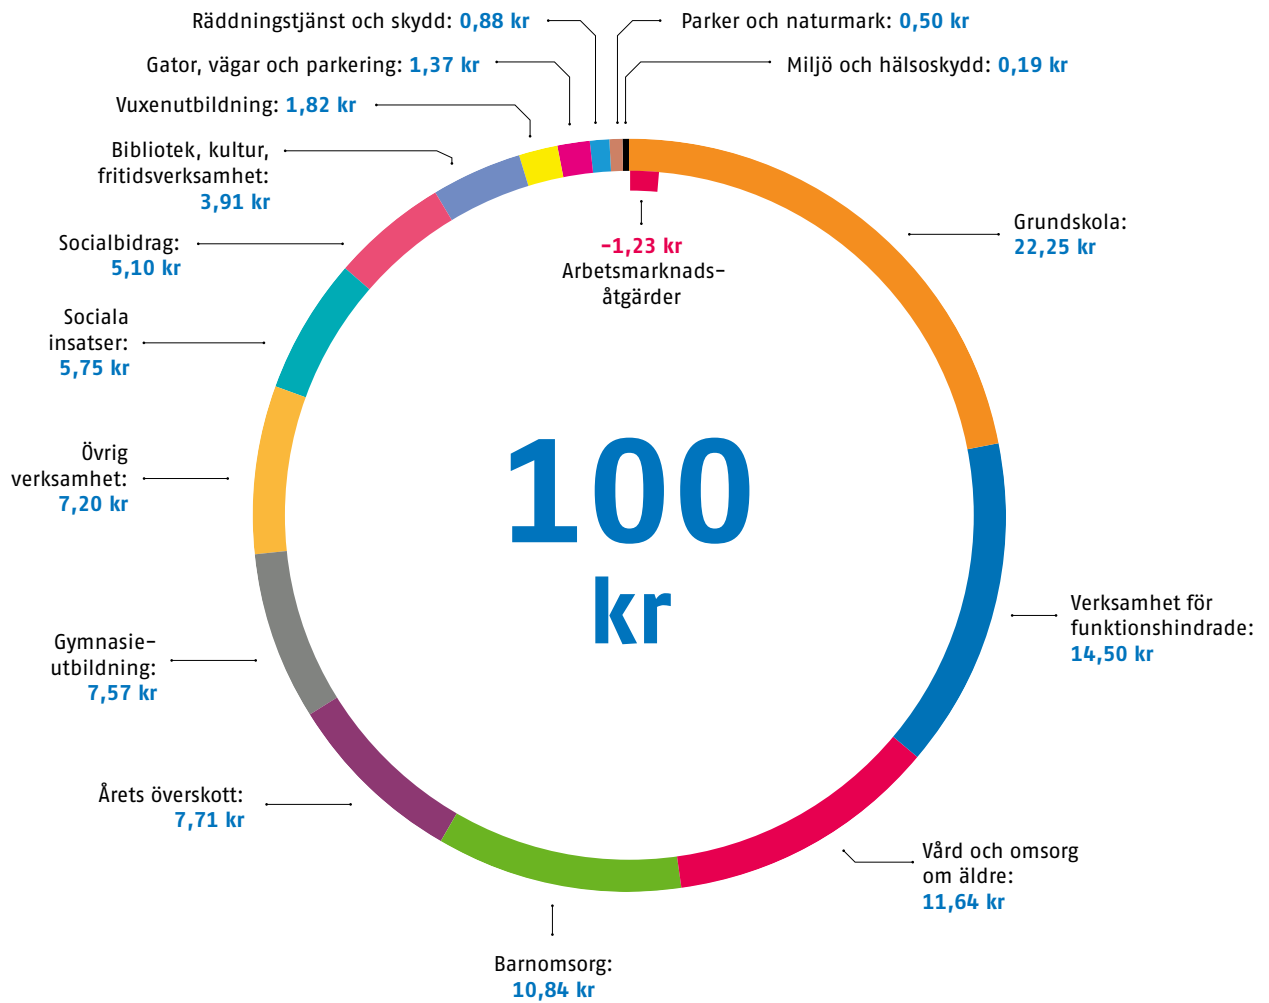 Räddningstjänst och skydd: 0,88 kr
Parker och naturmark: 0,50 kr
Gator, vägar och parkering: 1,37 kr
Miljö och hälsoskydd: 0,19 kr
Vuxenutbildning: 1,82 kr
Bibliotek, kultur,
fritidsverksamhet:
3,91 kr
Grundskola:
22,25 kr
Socialbidrag:
5,10 kr
-1,23 kr
Arbetsmarknads-
åtgärder
Sociala
insatser:
5,75 kr
Övrig
verksamhet:
7,20 kr
100
kr
Verksamhet för
funktionshindrade:
14,50 kr
Gymnasie-
utbildning:
7,57 kr
Årets överskott:
7,71 kr
Vård och omsorg
om äldre:
11,64 kr
Barnomsorg:
10,84 kr